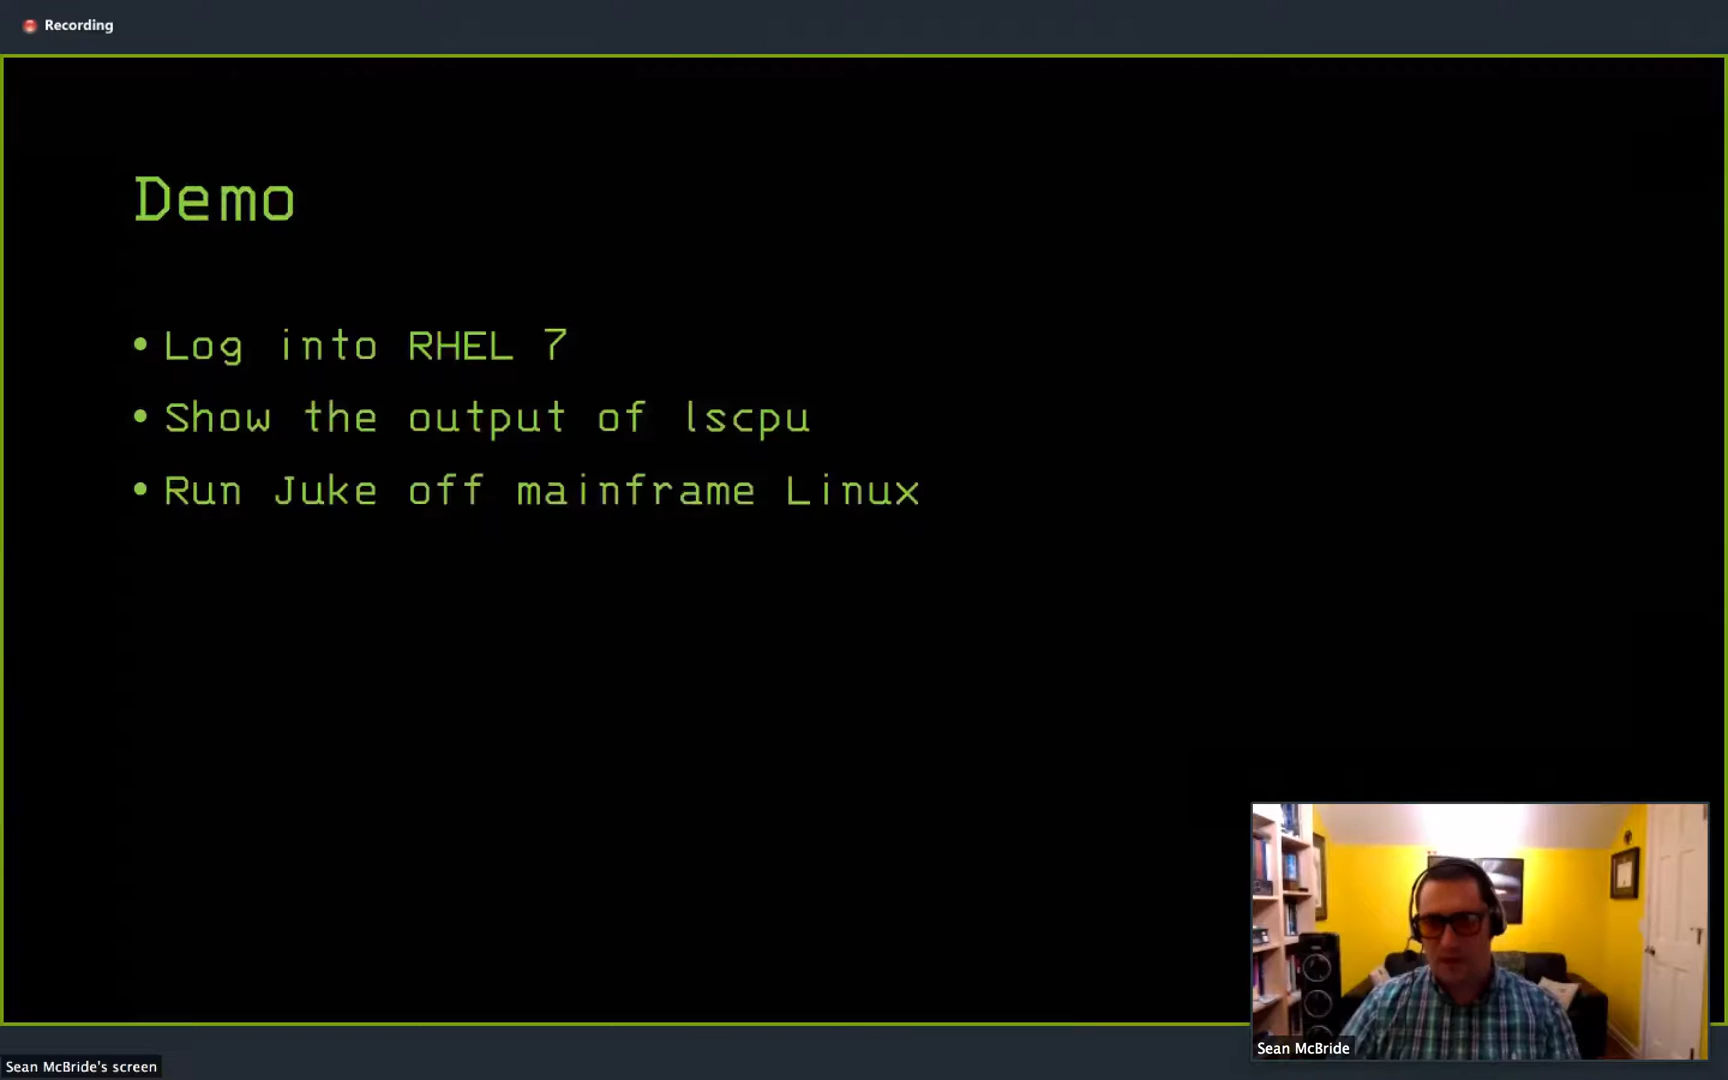 Recording
Demo
• Log into RHEL 7
• Show the output of lscpu
• Run Juke off mainframe Linux
Sean McBride
Sean McBride's screen